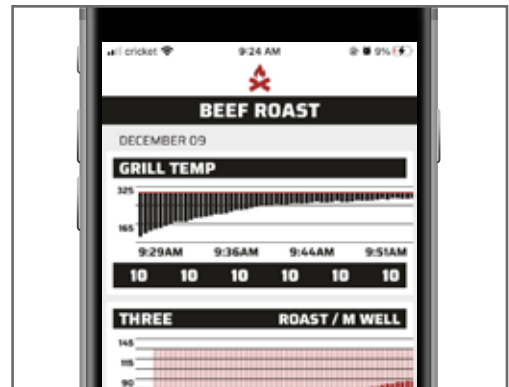 cricket 9:24 AM 9%
BEEF ROAST
DECEMBER 09
GRILL TEMP
325
165
9:29AM 9:36AM 9:44AM 9:51AM
10 10 10 10 10 10
THREE ROAST / M WELL
145
115
90